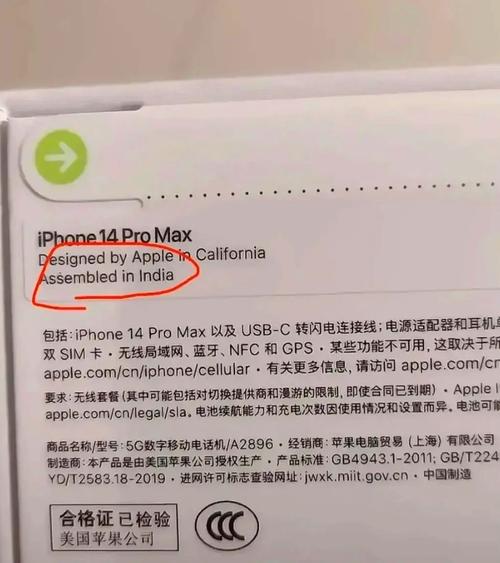 iPhone 14 Pro Max
Designed by Apple in California
Assembled in India
包括：iPhone 14 Pro Max 以及 USB-C 转闪电连接线；电源适配器和耳机单
双 SIM 卡・无线局域网、蓝牙、NFC 和 GPS・某些功能不可用，这取决于所
apple.com/cn/iphone/cellular・有关更多信息，请访问 apple.com/cn
要求：无线套餐 (其中可能包括对切换提供商和漫游的限制，即使合同已到期)・Apple I
apple.com/cn/legal/sla. 电池续航能力和充电次数因使用情况和设置而异。电池可能
商品名称/型号：5G数字移动电话机/A2896・经销商：苹果电脑贸易 (上海) 有限公司
制造商：本产品是由美国苹果公司授权生产・产品标准：GB4943.1-2011; GB/T224
YD/T2583.18-2019・进网许可标志查验网址：jwxk.miit.gov.cn・中国制造
合格证 已检验
美国苹果公司
CCC